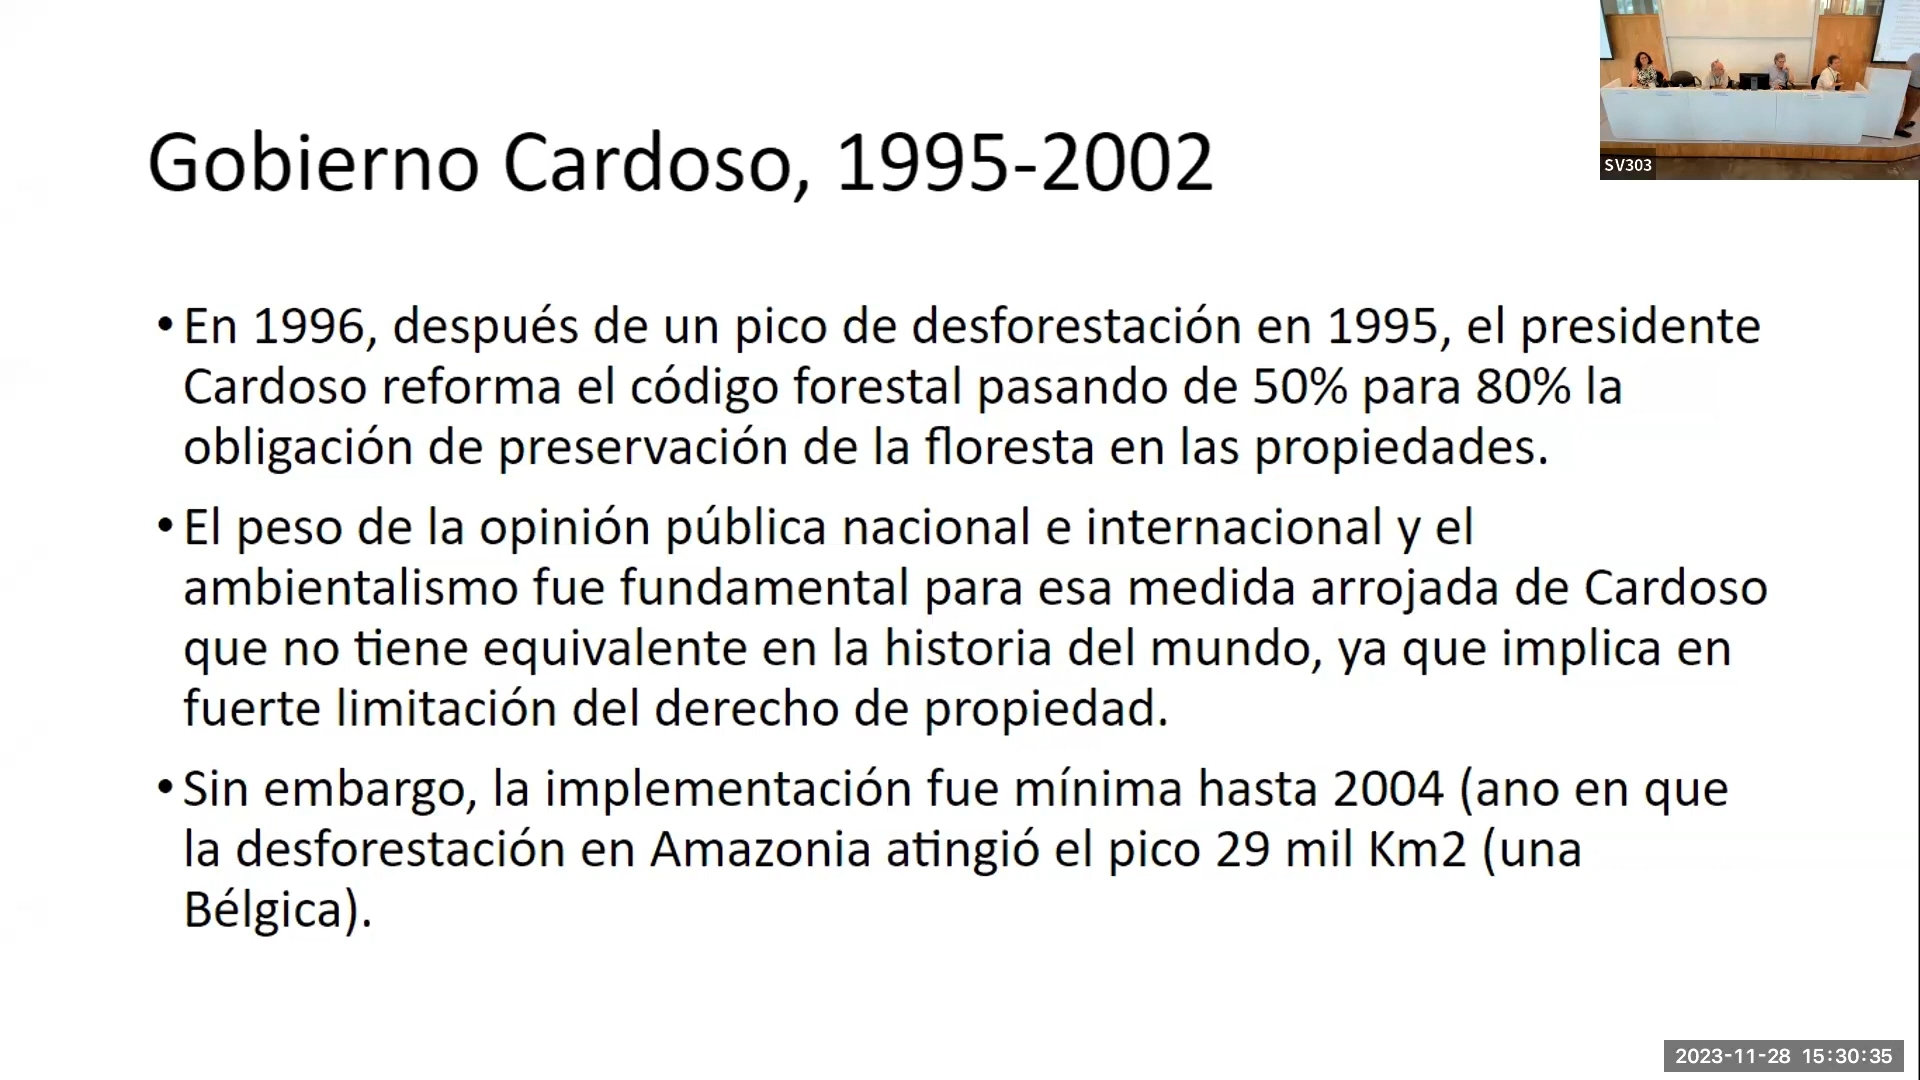 Gobierno Cardoso, 1995-2002
SV303
•En 1996, después de un pico de desforestación en 1995, el presidente
Cardoso reforma el código forestal pasando de 50% para 80% la
obligación de preservación de la floresta en las propiedades.
•El peso de la opinión pública nacional e internacional y el
ambientalismo fue fundamental para esa medida arrojada de Cardoso
que no tiene equivalente en la historia del mundo, ya que implica en
fuerte limitación del derecho de propiedad.
•Sin embargo, la implementación fue mínima hasta 2004 (ano en que
la desforestación en Amazonia atingió el pico 29 mil Km2 (una
Bélgica).
2023-11-28 15:30:35